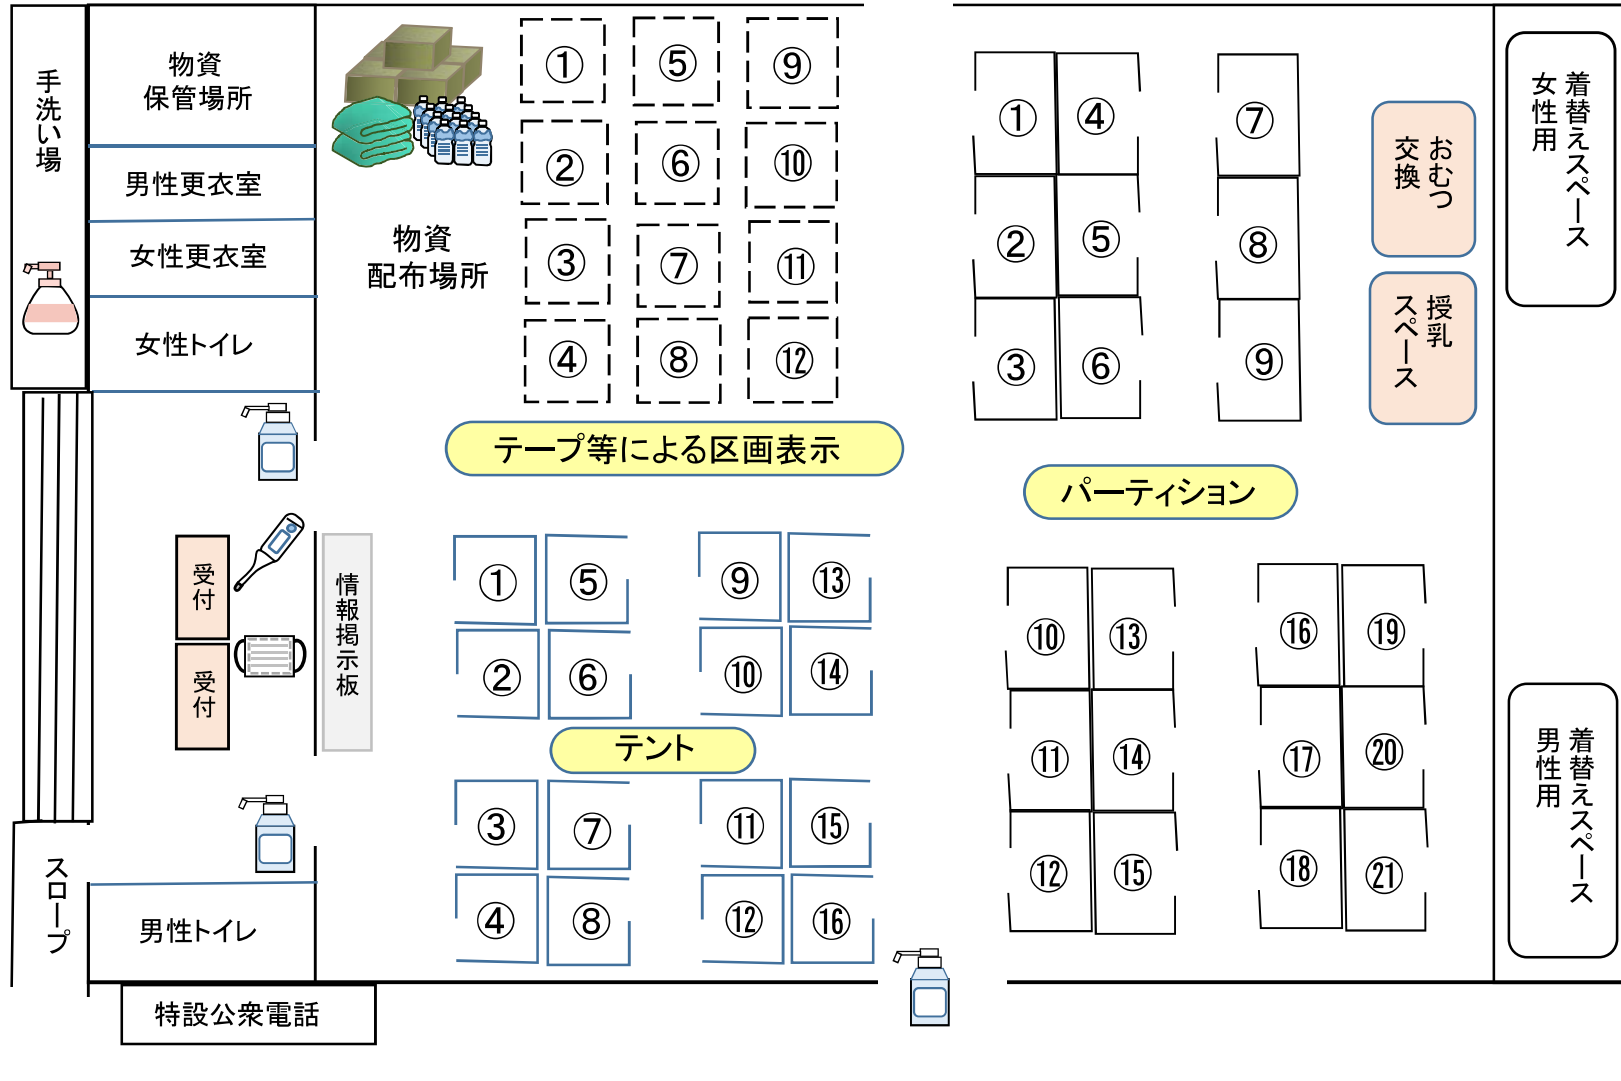 手洗い場
物資
保管場所
男性更衣室
女性更衣室
女性トイレ
物資
配布場所
① ⑤ ⑨
② ⑥ ⑩
③ ⑦ ⑪
④ ⑧ ⑫
テープ等による区画表示
① ④ ⑦
② ⑤ ⑧
③ ⑥ ⑨
パーティション
おむつ
交換
授乳
スペース
着替えスペース
女性用
受付
受付
情報掲示板
① ⑤ ⑨ ⑬
② ⑥ ⑩ ⑭
テント
③ ⑦ ⑪ ⑮
④ ⑧ ⑫ ⑯
⑩ ⑬ ⑯ ⑲
⑪ ⑭ ⑰ ⑳
⑫ ⑮ ⑱ ㉑
着替えスペース
男性用
スロープ
男性トイレ
特設公衆電話